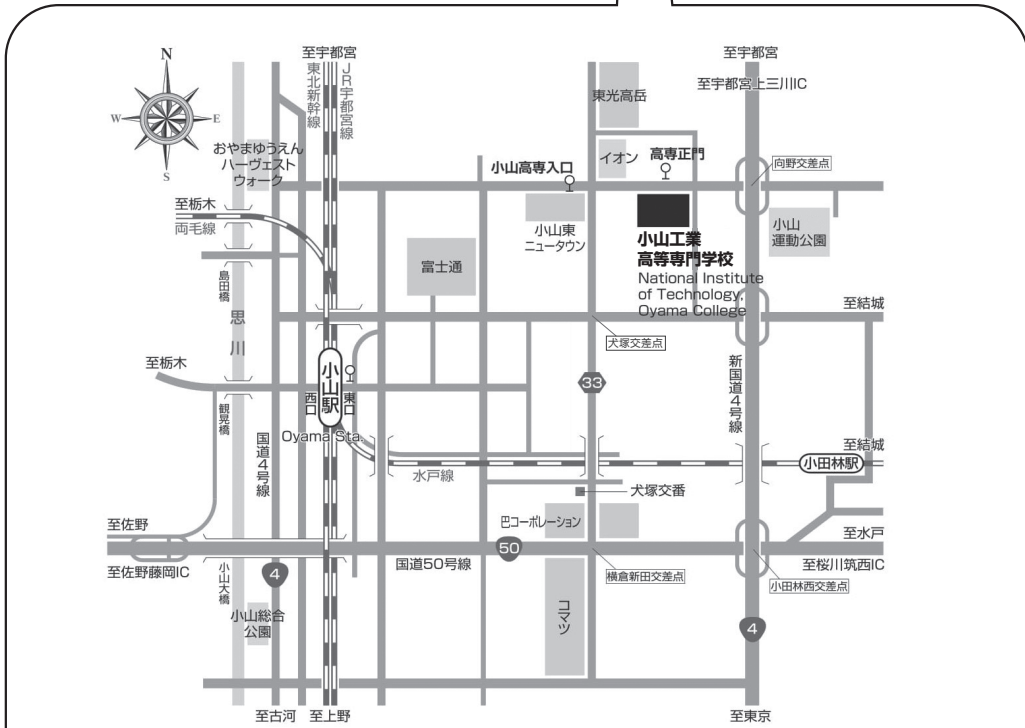 至宇都宮
至宇都宮
N
W
E
S
東北新幹線
JR宇都宮線
至宇都宮上三川IC
東光高岳
おやまゆうえん
ハーヴェスト
ウォーク
イオン
高専正門
小山高専入口
向野交差点
至栃木
両毛線
小山東
ニュータウン
小山工業
高等専門学校
National Institute
of Technology,
Oyama College
小山
運動公園
富士通
島田橋
思川
至結城
犬塚交差点
至栃木
小山駅
西口
東口
33
新国道4号線
観晃橋
Oyama Sta.
国道4号線
水戸線
至結城
小田林駅
犬塚交番
至佐野
巴コーポレーション
至水戸
至佐野藤岡IC
小山大橋
4
国道50号線
50
横倉新田交差点
至桜川筑西IC
小田林西交差点
小山総合
公園
コマツ
4
至古河
至上野
至東京